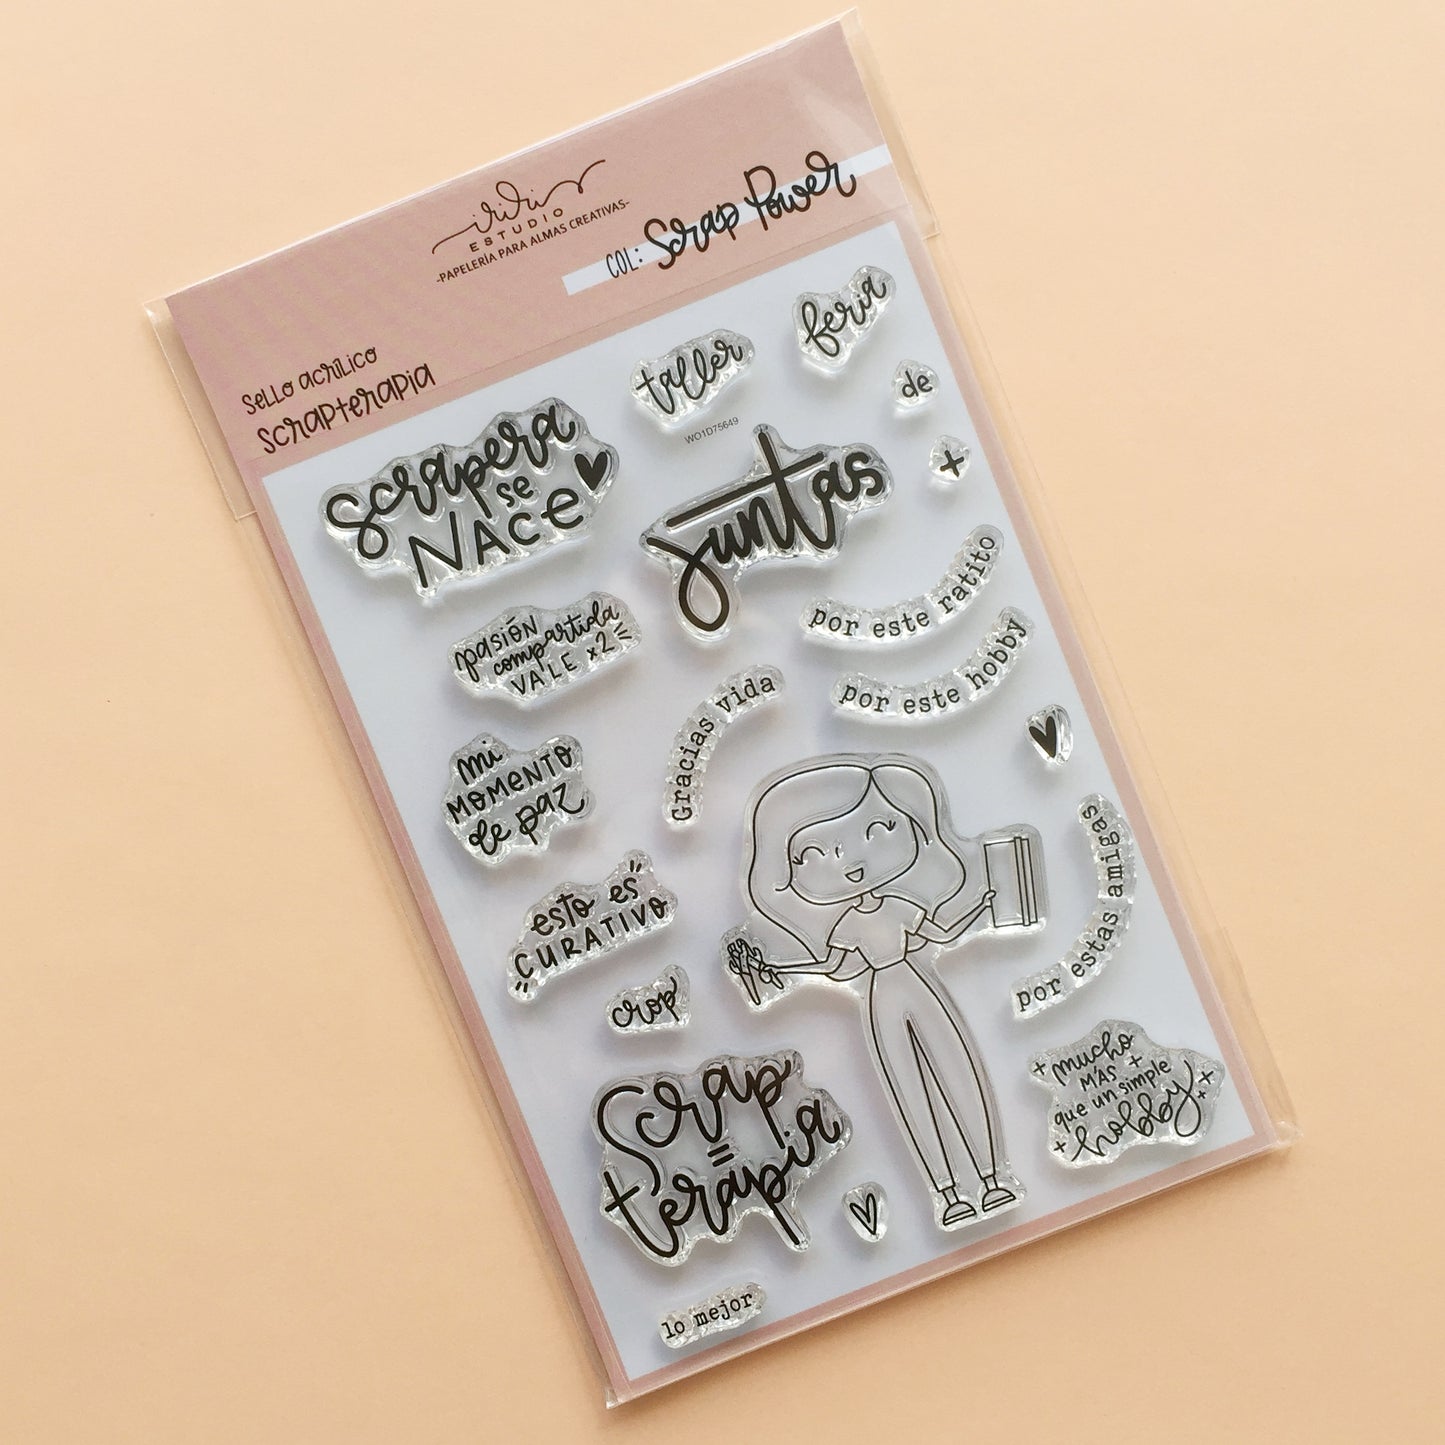 iriri
ESTUDIO
-PAPELERÍA PARA ALMAS CREATIVAS-
COL: Scrap Power
sello acrílico
scrapterapia
taller
feria
de
+
WO1D75649
scrapera
se
NACE
juntas
por este ratito
pasión
compartida
VALE x2
por este hobby
Gracias vida
mi
MOMENTO
de paz
por estas amigas
esto es
CURATIVO
crop
mucho
MÁS
que un simple
hobby
Scrap
=
terapia
lo mejor